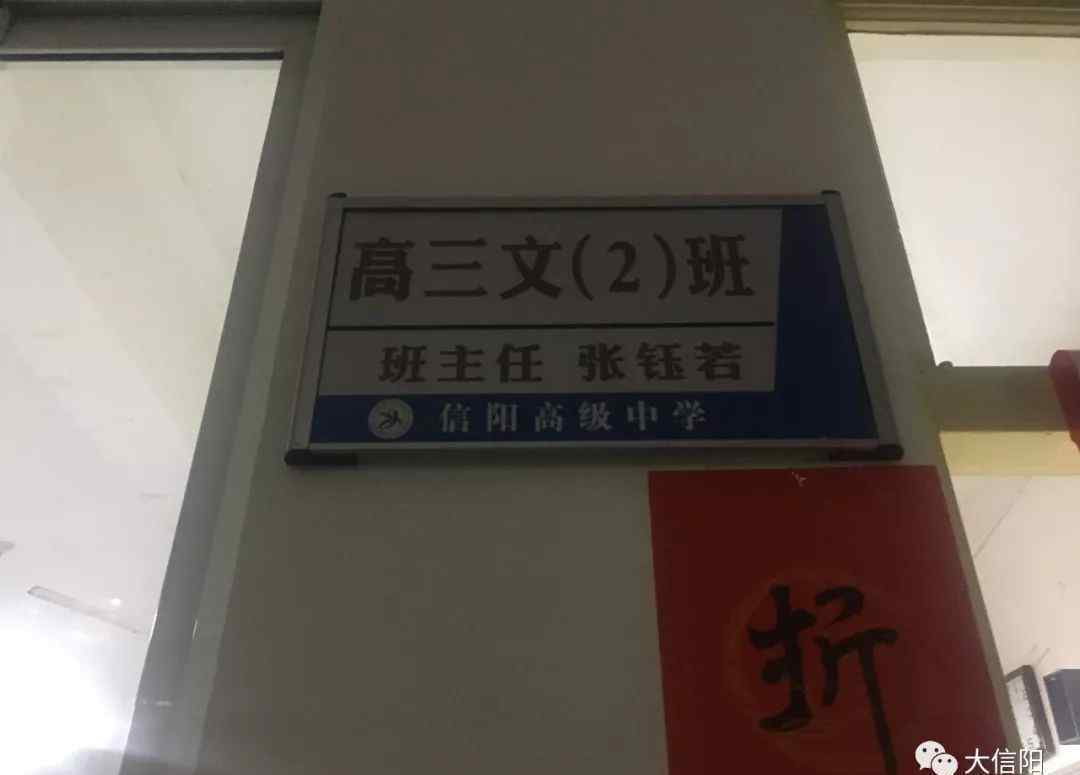 高三文(2)班
班主任 张钰若
信阳高级中学
折
大信阳